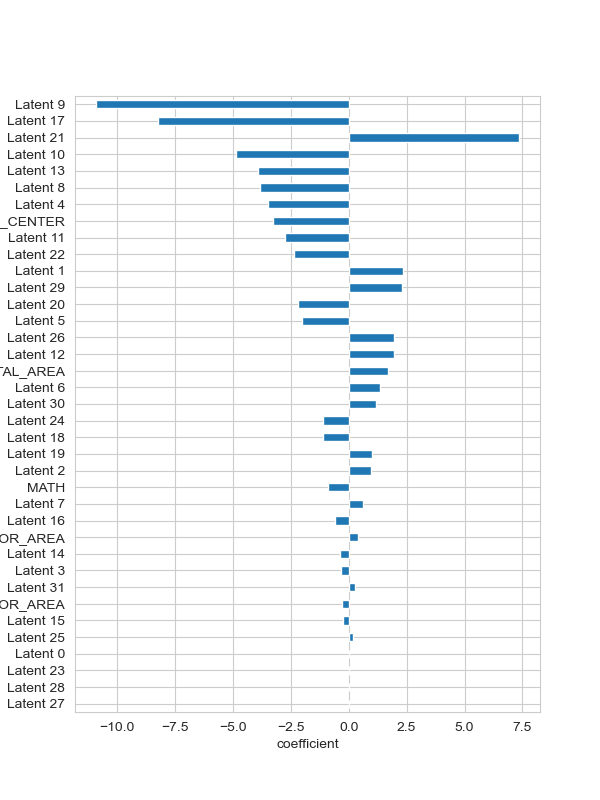 Latent 9
Latent 17
Latent 21
Latent 10
Latent 13
Latent 8
Latent 4
_CENTER
Latent 11
Latent 22
Latent 1
Latent 29
Latent 20
Latent 5
Latent 26
Latent 12
TAL_AREA
Latent 6
Latent 30
Latent 24
Latent 18
Latent 19
Latent 2
MATH
Latent 7
Latent 16
OR_AREA
Latent 14
Latent 3
Latent 31
OR_AREA
Latent 15
Latent 25
Latent 0
Latent 23
Latent 28
Latent 27
−10.0 −7.5 −5.0 −2.5 0.0 2.5 5.0 7.5
coefficient